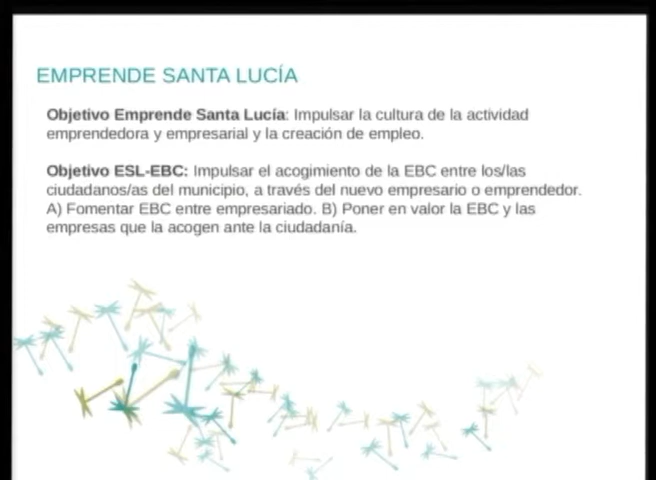 EMPRENDE SANTA LUCÍA
Objetivo Emprende Santa Lucía: Impulsar la cultura de la actividad
emprendedora y empresarial y la creación de empleo.
Objetivo ESL-EBC: Impulsar el acogimiento de la EBC entre los/las
ciudadanos/as del municipio, a través del nuevo empresario o emprendedor.
A) Fomentar EBC entre empresariado. B) Poner en valor la EBC y las
empresas que la acogen ante la ciudadanía.